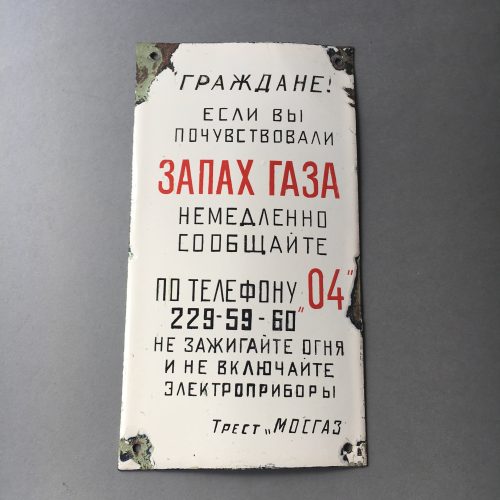 ГРАЖДАНЕ!
ЕСЛИ ВЫ
ПОЧУВСТВОВАЛИ
ЗАПАХ ГАЗА
НЕМЕДЛЕННО
СООБЩАЙТЕ
ПО ТЕЛЕФОНУ "04"
229-59-60
НЕ ЗАЖИГАЙТЕ ОГНЯ
И НЕ ВКЛЮЧАЙТЕ
ЭЛЕКТРОПРИБОРЫ
ТРЕСТ „МОСГАЗ